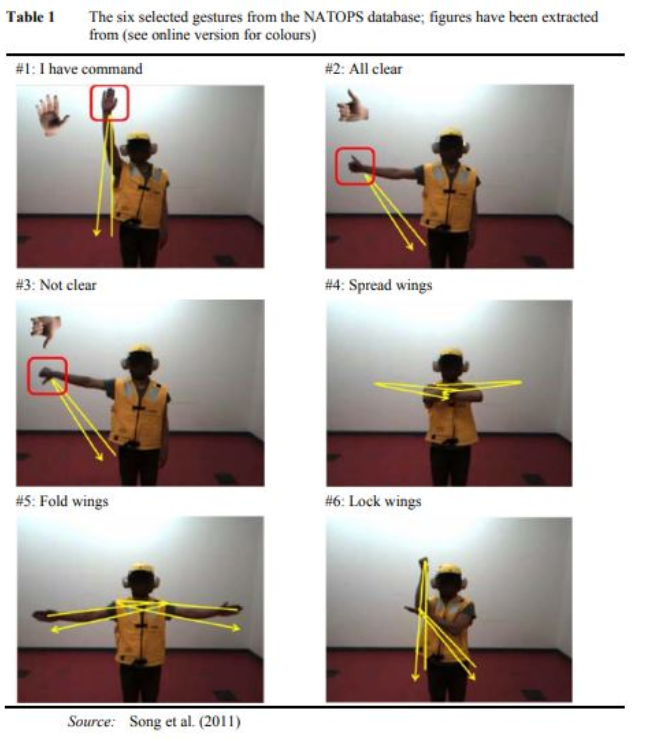 Table 1 The six selected gestures from the NATOPS database; figures have been extracted
from (see online version for colours)
#1: I have command
#2: All clear
#3: Not clear
#4: Spread wings
#5: Fold wings
#6: Lock wings
Source: Song et al. (2011)